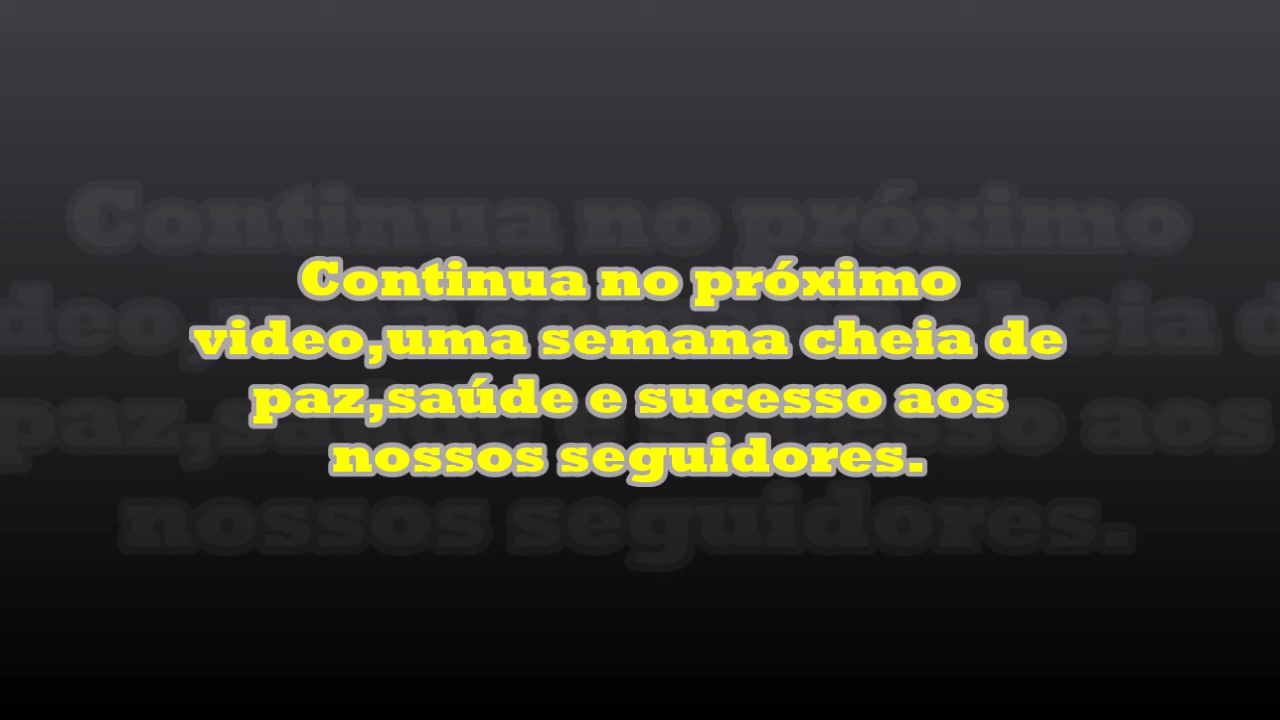 Continua no próximo
video,uma semana cheia de
paz,saúde e sucesso aos
nossos seguidores.